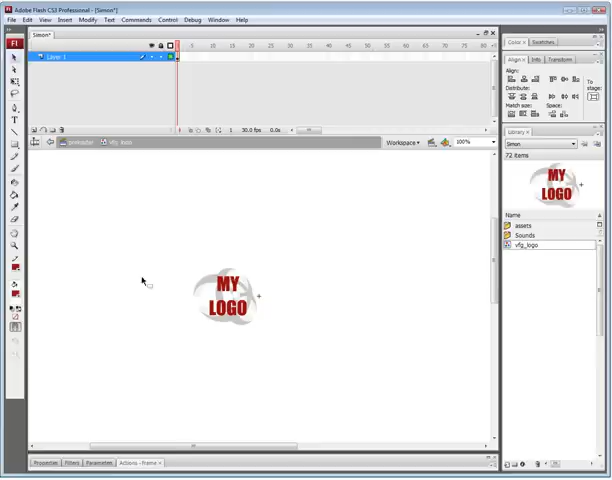 Adobe Flash CS3 Professional - [Simon*]
File Edit View Insert Modify Text Commands Control Debug Window Help
Simon*
Layer 1
5 10 15 20 25 30 35 40 45 50 55 60 65 70 75 80
1 30.0 fps 0.0s
preloader vfg_logo
Workspace
100%
MY
LOGO
Properties Filters Parameters Actions - Frame
Color Swatches
Align Info Transform
Align:
Distribute:
Match size: Space:
To
stage:
Library
Simon
72 items
MY
LOGO
Name
assets
Sounds
vfg_logo